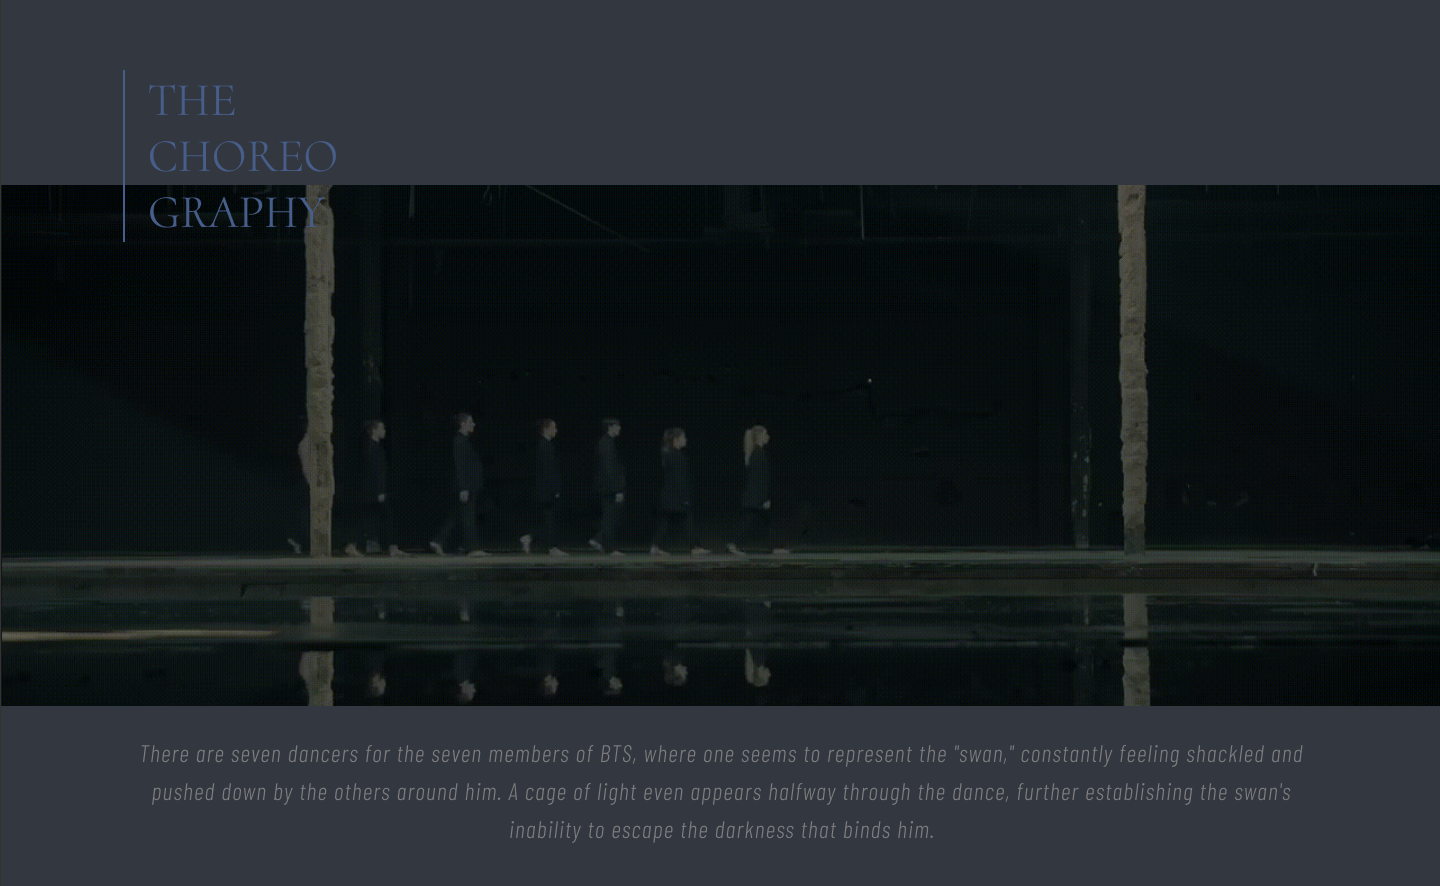 THE
CHOREO
GRAPHY
There are seven dancers for the seven members of BTS, where one seems to represent the "swan," constantly feeling shackled and
pushed down by the others around him. A cage of light even appears halfway through the dance, further establishing the swan's
inability to escape the darkness that binds him.